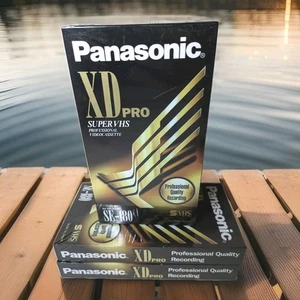 Panasonic®
XD PRO
SUPER VHS
PROFESSIONAL
VIDEOCASSETTE
Professional
Quality
Recording
SVHS
Panasonic
XD PRO
Professional Quality
Recording
Panasonic
XD PRO
Professional Quality
Recording